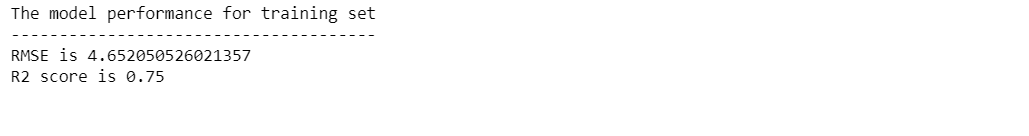 The model performance for training set
--------------------------------------
RMSE is 4.652050526021357
R2 score is 0.75